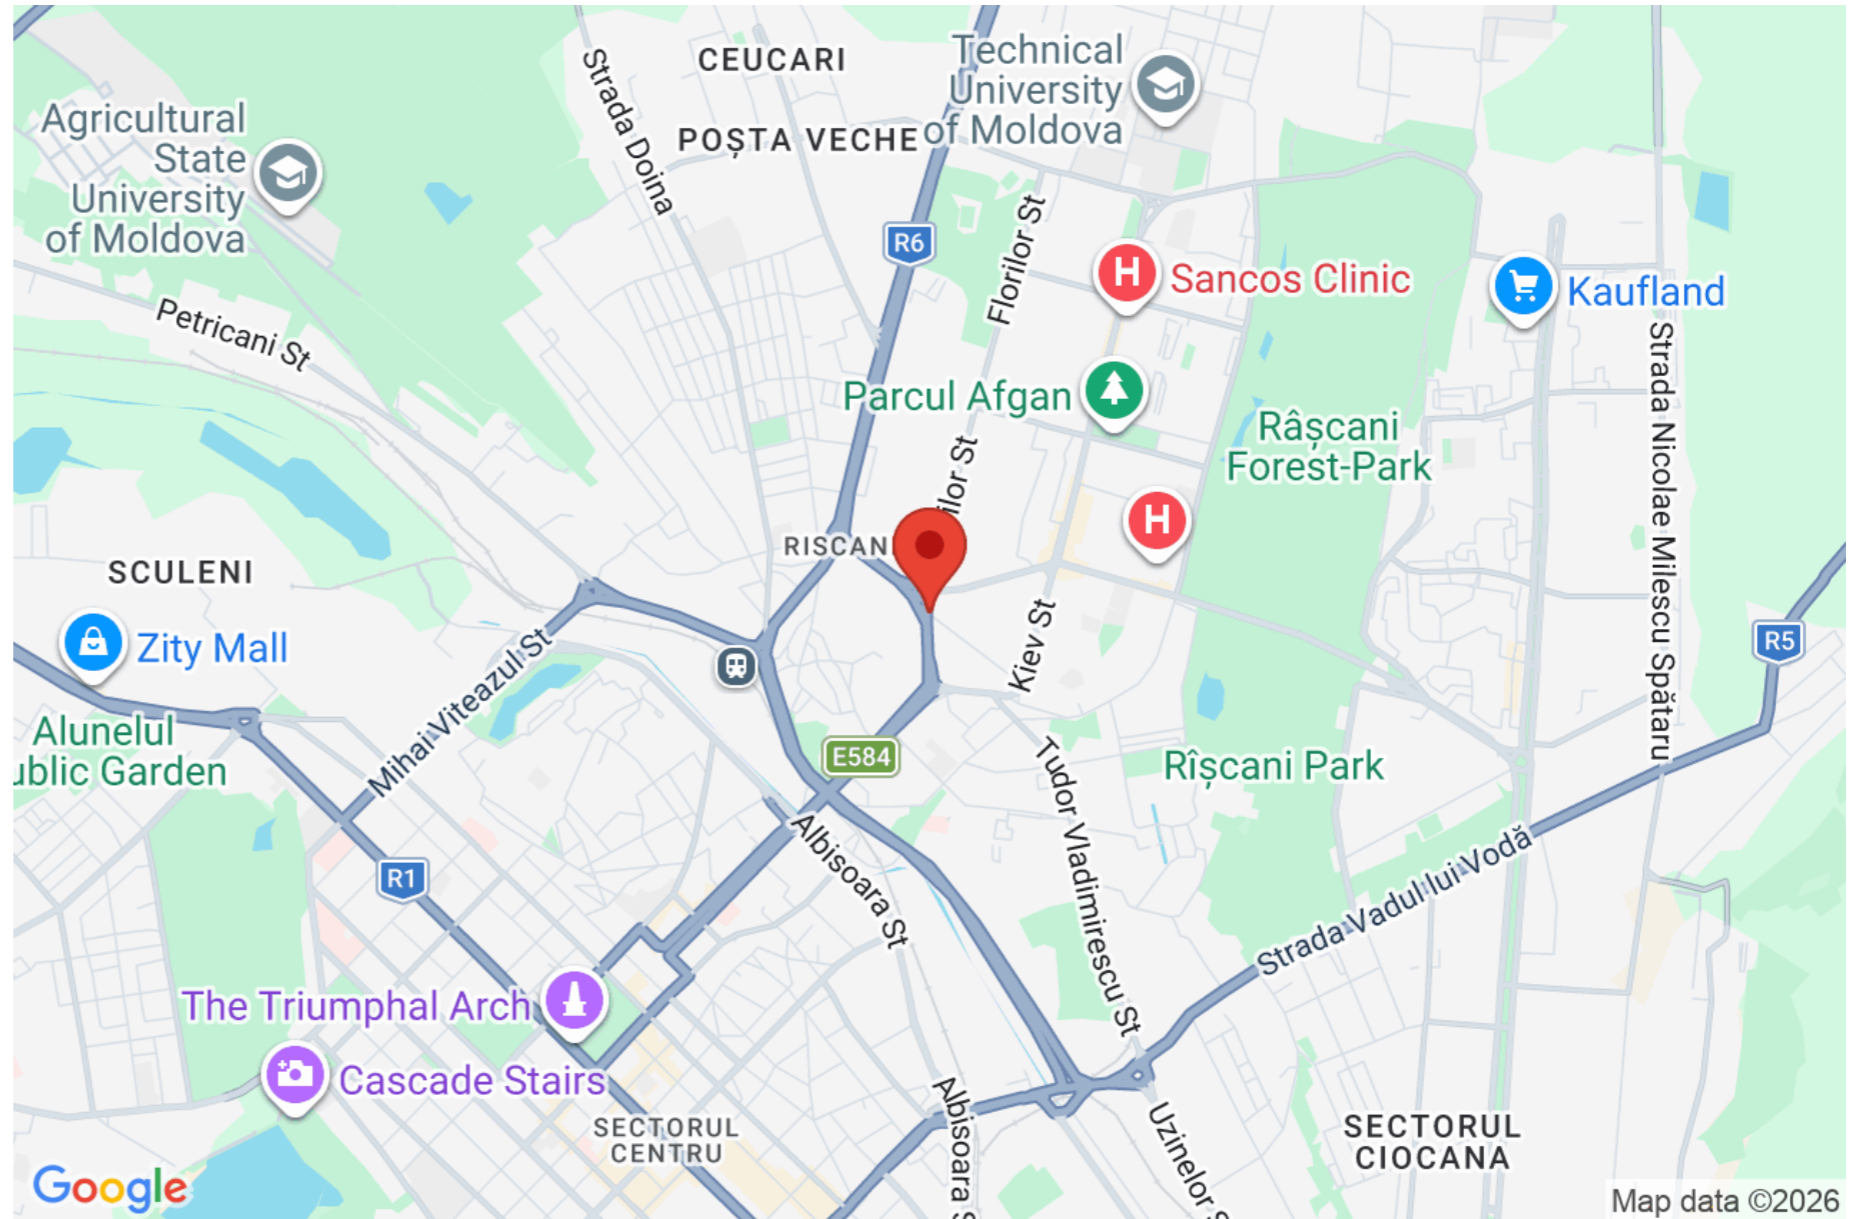 CEUCARI
Technical
University
of Moldova
Strada Doina
POȘTA VECHE
Agricultural
State
University
of Moldova
Florilor St
R6
Sancos Clinic
Kaufland
Petricani St
Strada Nicolae Milescu Spătaru
Parcul Afgan
Râșcani
Forest-Park
ilor St
RISCANI
SCULENI
Zity Mall
Mihai Viteazul St
Kiev St
R5
Alunelul
ublic Garden
E584
Tudor Vladimirescu St
Rîșcani Park
Albisoara St
R1
Strada Vadul lui Vodă
The Triumphal Arch
Cascade Stairs
SECTORUL
CENTRU
Albisoara S
Uzinelor S
SECTORUL
CIOCANA
Google
Map data ©2026